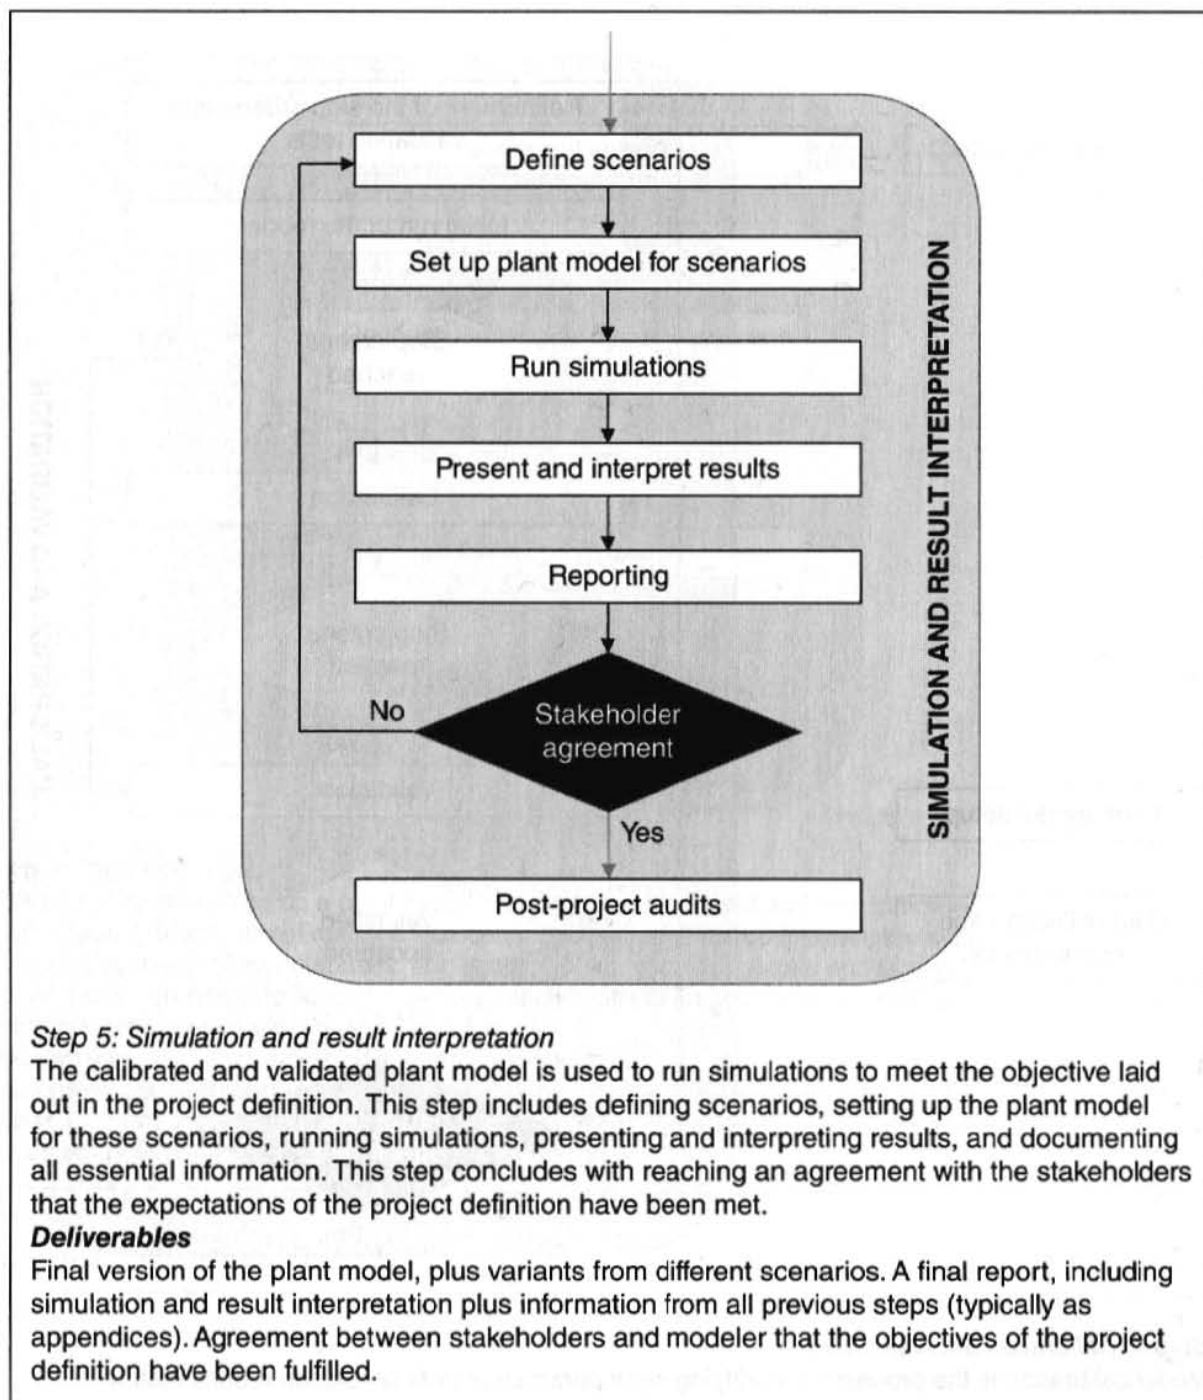 Define scenarios
Set up plant model for scenarios
Run simulations
Present and interpret results
Reporting
Stakeholder
agreement
No
Yes
Post-project audits
SIMULATION AND RESULT INTERPRETATION
Step 5: Simulation and result interpretation
The calibrated and validated plant model is used to run simulations to meet the objective laid
out in the project definition. This step includes defining scenarios, setting up the plant model
for these scenarios, running simulations, presenting and interpreting results, and documenting
all essential information. This step concludes with reaching an agreement with the stakeholders
that the expectations of the project definition have been met.
Deliverables
Final version of the plant model, plus variants from different scenarios. A final report, including
simulation and result interpretation plus information from all previous steps (typically as
appendices). Agreement between stakeholders and modeler that the objectives of the project
definition have been fulfilled.